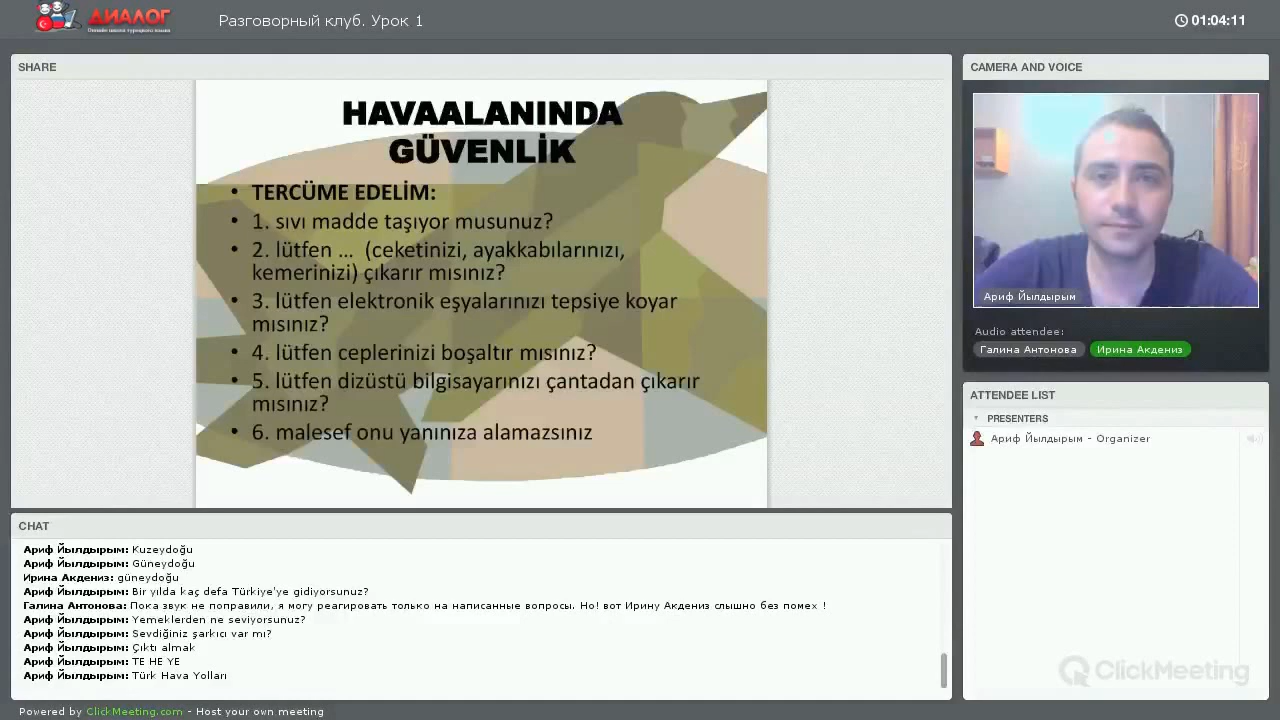 ДИАЛОГ
Онлайн школа турецкого языка
Разговорный клуб. Урок 1
01:04:11
SHARE
HAVAALANINDA
GÜVENLİK
• TERCÜME EDELİM:
• 1. sıvı madde taşıyor musunuz?
• 2. lütfen ... (ceketinizi, ayakkabılarınızı,
kemerinizi) çıkarır mısınız?
• 3. lütfen elektronik eşyalarınızı tepsiye koyar
mısınız?
• 4. lütfen ceplerinizi boşaltır mısınız?
• 5. lütfen dizüstü bilgisayarınızı çantadan çıkarır
mısınız?
• 6. malesef onu yanınıza alamazsınız
CAMERA AND VOICE
Ариф Йылдырым
Audio attendee:
Галина Антонова
Ирина Акдениз
ATTENDEE LIST
PRESENTERS
Ариф Йылдырым - Organizer
CHAT
Ариф Йылдырым: Kuzeydoğu
Ариф Йылдырым: Güneydoğu
Ирина Акдениз: güneydoğu
Ариф Йылдырым: Bir yılda kaç defa Türkiye'ye gidiyorsunuz?
Галина Антонова: Пока звук не поправили, я могу реагировать только на написанные вопросы. Но! вот Ирину Акдениз слышно без помех !
Ариф Йылдырым: Yemeklerden ne seviyorsunuz?
Ариф Йылдырым: Sevdiğiniz şarkıcı var mı?
Ариф Йылдырым: Çıktı almak
Ариф Йылдырым: TE HE YE
Ариф Йылдырым: Türk Hava Yolları
ClickMeeting
Powered by ClickMeeting.com - Host your own meeting